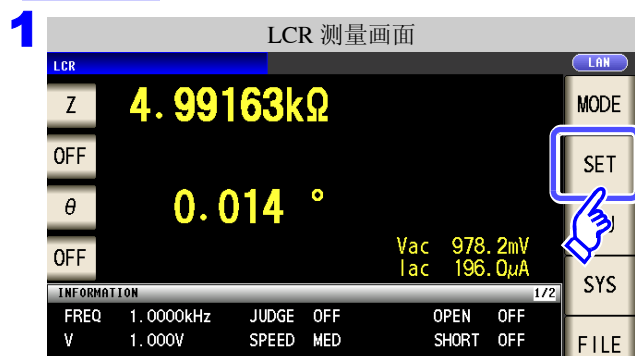 1
LCR 测量画面
LCR
LAN
Z 4.99163kΩ
MODE
OFF
SET
θ 0.014 °
OFF
Vac 978.2mV
Iac 196.0μA
SYS
INFORMATION 1/2
FREQ 1.0000kHz JUDGE OFF OPEN OFF
V 1.000V SPEED MED SHORT OFF
FILE